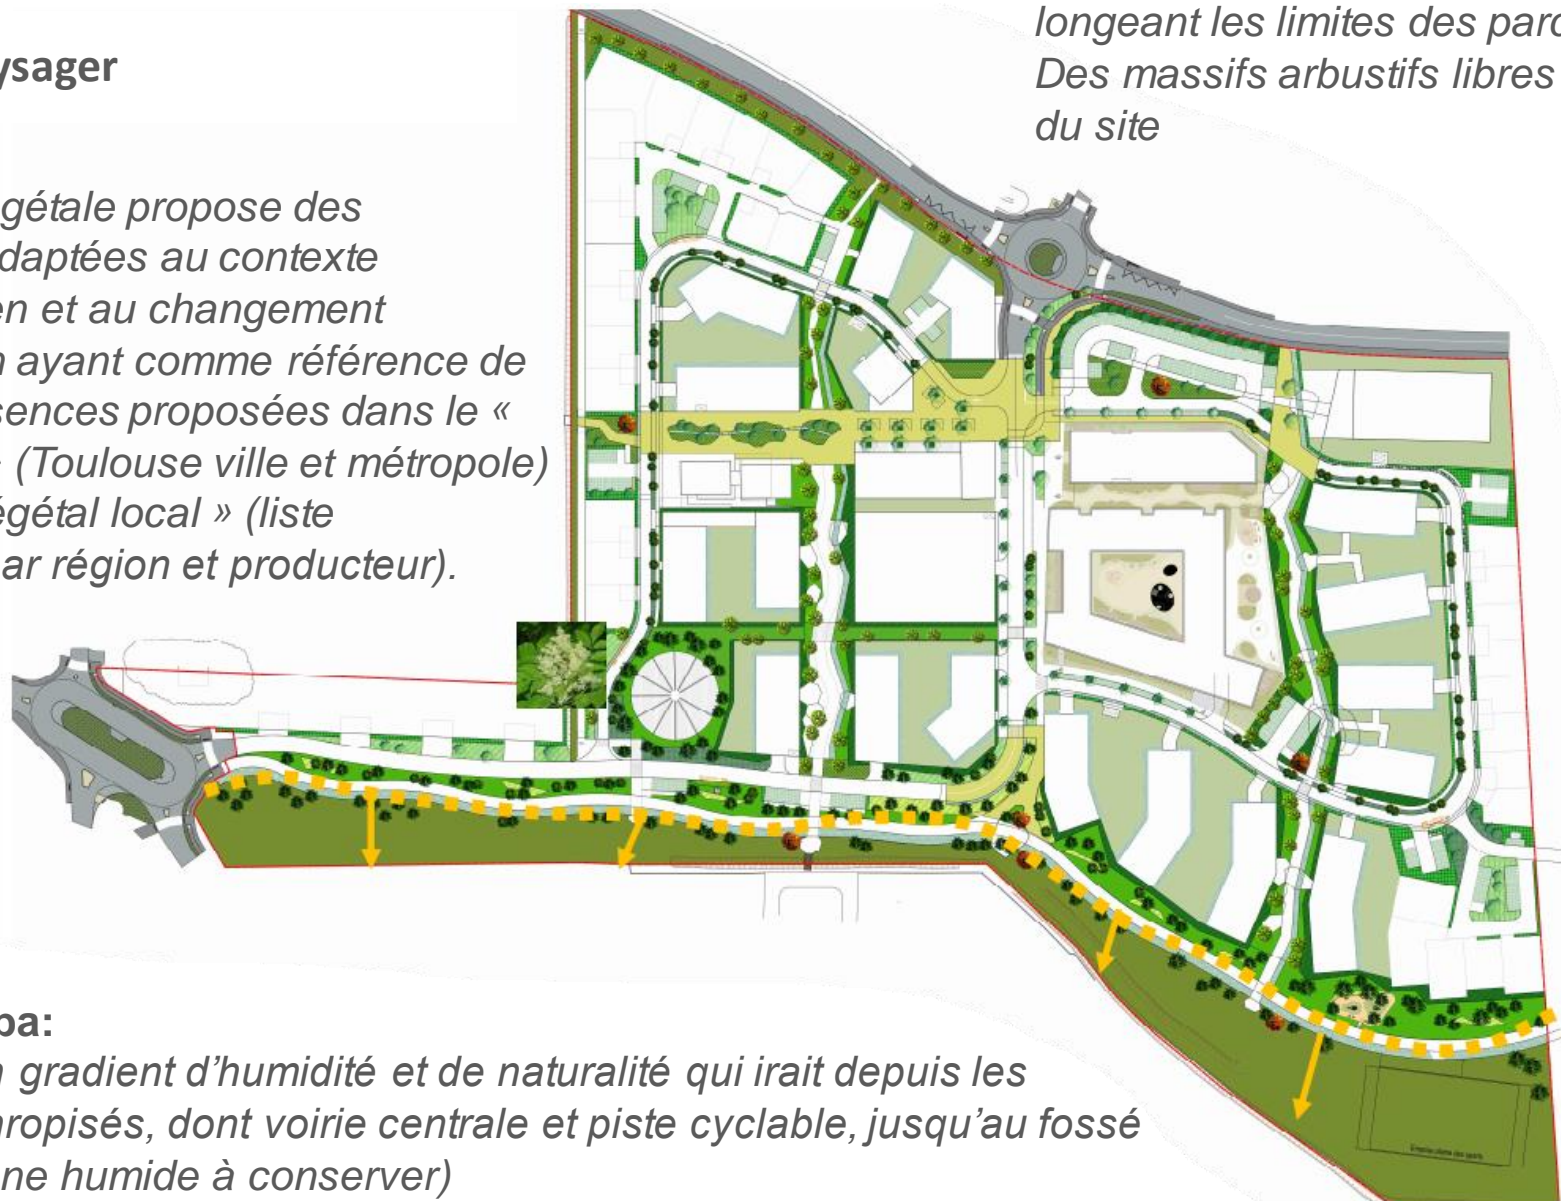 ysager
longeant les limites des parc
Des massifs arbustifs libres
du site
gétale propose des
daptées au contexte
en et au changement
n ayant comme référence de
sences proposées dans le «
» (Toulouse ville et métropole)
égétal local » (liste
ar région et producteur).
pa:
n gradient d'humidité et de naturalité qui irait depuis les
ropisés, dont voirie centrale et piste cyclable, jusqu'au fossé
ne humide à conserver)